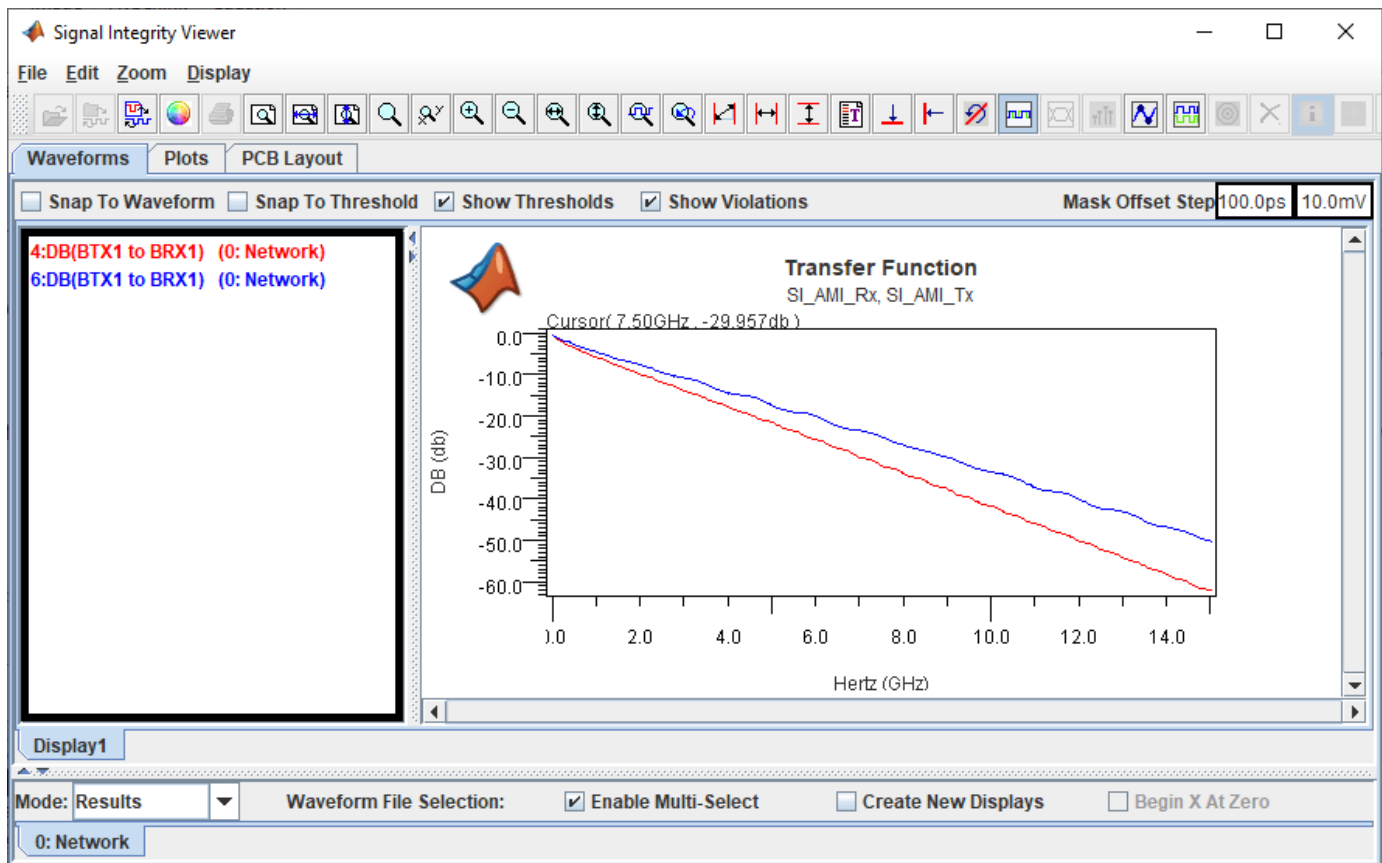 Signal Integrity Viewer
File Edit Zoom Display
Waveforms Plots PCB Layout
Snap To Waveform Snap To Threshold Show Thresholds Show Violations Mask Offset Step 100.0ps 10.0mV
4:DB(BTX1 to BRX1) (0: Network)
6:DB(BTX1 to BRX1) (0: Network)
Transfer Function
SI_AMI_Rx, SI_AMI_Tx
Cursor( 7.50GHz , -29.957db )
0.0
-10.0
-20.0
-30.0
-40.0
-50.0
-60.0
DB (db)
).0 2.0 4.0 6.0 8.0 10.0 12.0 14.0
Hertz (GHz)
Display1
Mode: Results Waveform File Selection: Enable Multi-Select Create New Displays Begin X At Zero
0: Network